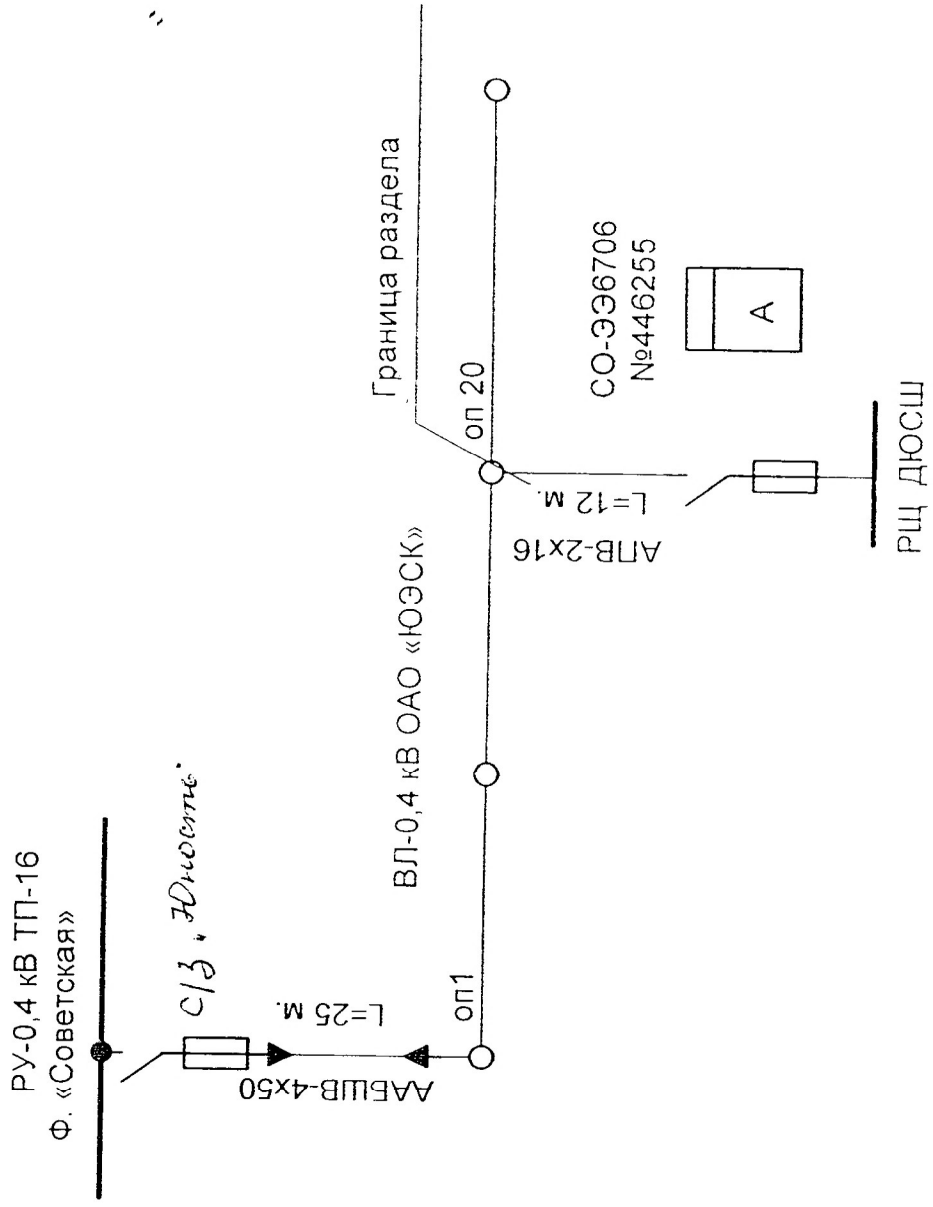 РУ-0,4 кВ ТП-16
Ф. «Советская»
С/З „Юность"
ААБШВ-4х50
L=25 м.
оп1
ВЛ-0,4 кВ ОАО «ЮЭСК»
Граница раздела
оп 20
АПВ-2х16
L=12 м.
СО-ЭЭ6706
№446255
А
РЩ ДЮСШ